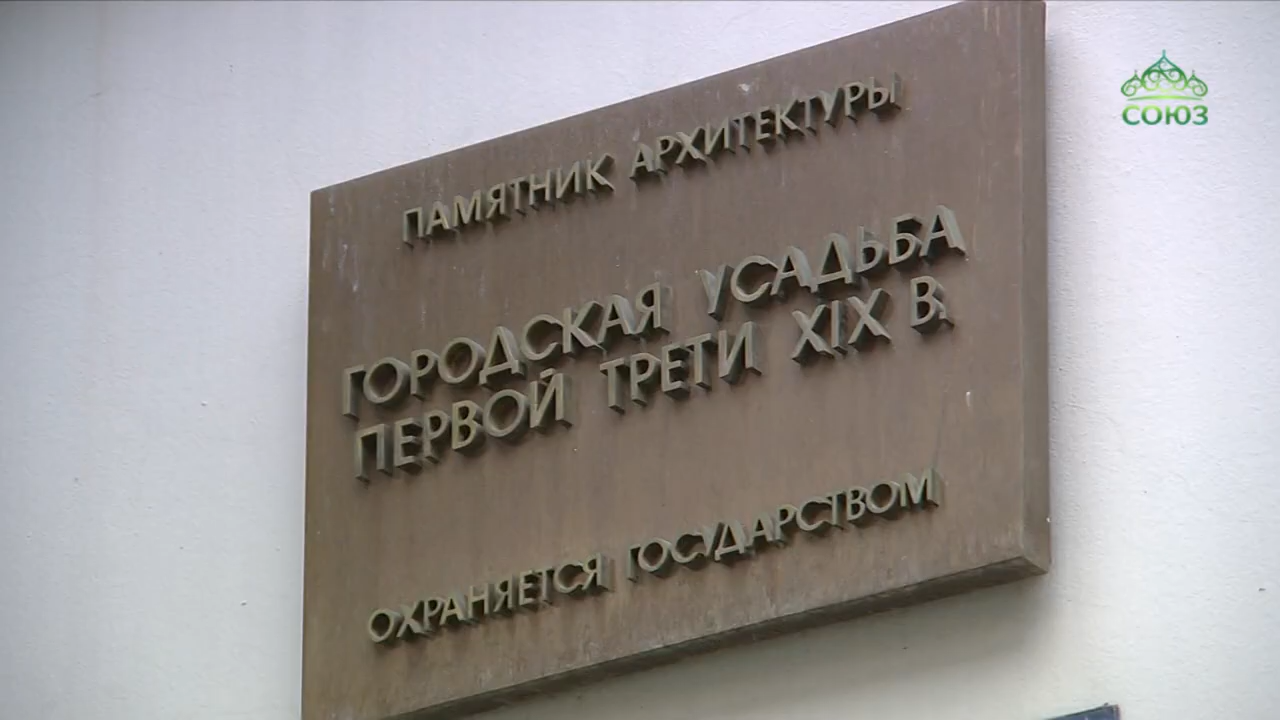 ПАМЯТНИК АРХИТЕКТУРЫ
ГОРОДСКАЯ УСАДЬБА
ПЕРВОЙ ТРЕТИ XIX В.
ОХРАНЯЕТСЯ ГОСУДАРСТВОМ
СОЮЗ